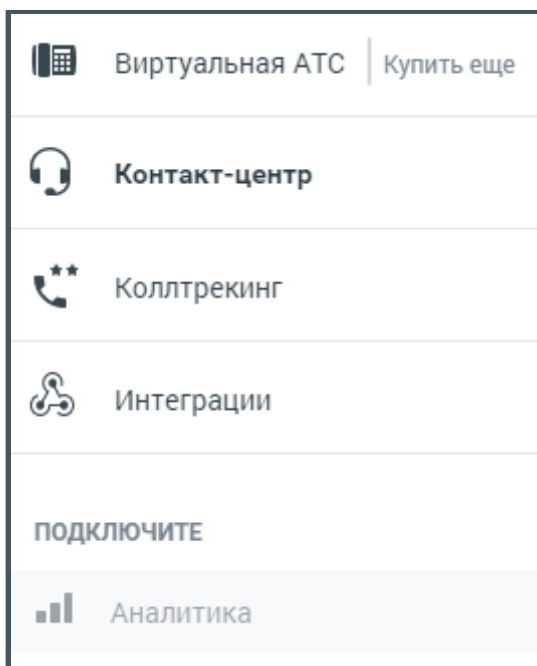 Виртуальная АТС Купить еще
Контакт-центр
Коллтрекинг
Интеграции
ПОДКЛЮЧИТЕ
Аналитика